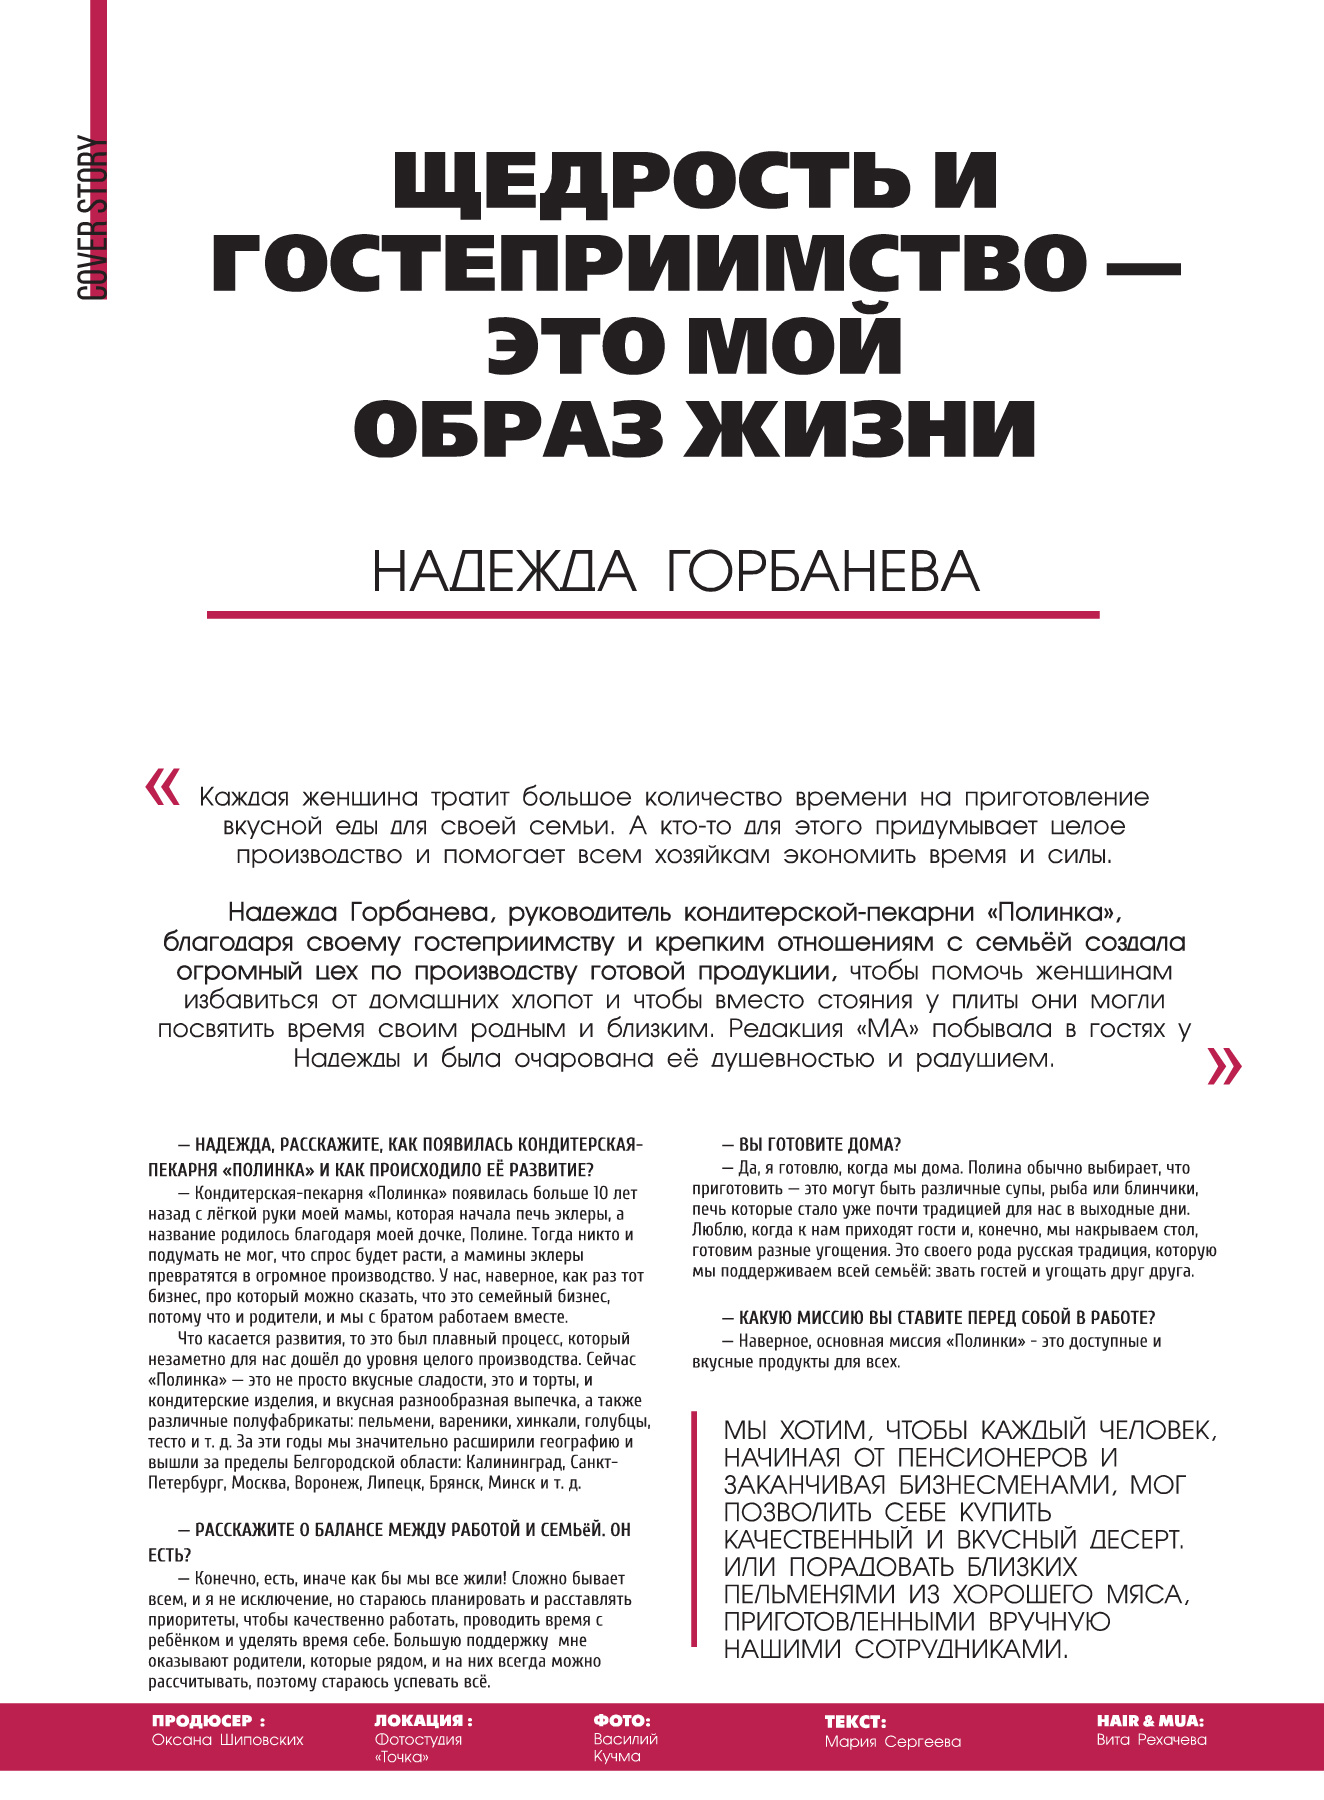 COVER STORY
ЩЕДРОСТЬ И
ГОСТЕПРИИМСТВО —
ЭТО МОЙ
ОБРАЗ ЖИЗНИ
НАДЕЖДА ГОРБАНЕВА
«
Каждая женщина тратит большое количество времени на приготовление
вкусной еды для своей семьи. А кто-то для этого придумывает целое
производство и помогает всем хозяйкам экономить время и силы.
Надежда Горбанева, руководитель кондитерской-пекарни «Полинка»,
благодаря своему гостеприимству и крепким отношениям с семьёй создала
огромный цех по производству готовой продукции, чтобы помочь женщинам
избавиться от домашних хлопот и чтобы вместо стояния у плиты они могли
посвятить время своим родным и близким. Редакция «МА» побывала в гостях у
Надежды и была очарована её душевностью и радушием.
»
— НАДЕЖДА, РАССКАЖИТЕ, КАК ПОЯВИЛАСЬ КОНДИТЕРСКАЯ-
ПЕКАРНЯ «ПОЛИНКА» И КАК ПРОИСХОДИЛО ЕЁ РАЗВИТИЕ?
— Кондитерская-пекарня «Полинка» появилась больше 10 лет
назад с лёгкой руки моей мамы, которая начала печь эклеры, а
название родилось благодаря моей дочке, Полине. Тогда никто и
подумать не мог, что спрос будет расти, а мамины эклеры
превратятся в огромное производство. У нас, наверное, как раз тот
бизнес, про который можно сказать, что это семейный бизнес,
потому что и родители, и мы с братом работаем вместе.
Что касается развития, то это был плавный процесс, который
незаметно для нас дошёл до уровня целого производства. Сейчас
«Полинка» — это не просто вкусные сладости, это и торты, и
кондитерские изделия, и вкусная разнообразная выпечка, а также
различные полуфабрикаты: пельмени, вареники, хинкали, голубцы,
тесто и т. д. За эти годы мы значительно расширили географию и
вышли за пределы Белгородской области: Калининград, Санкт-
Петербург, Москва, Воронеж, Липецк, Брянск, Минск и т. д.
— РАССКАЖИТЕ О БАЛАНСЕ МЕЖДУ РАБОТОЙ И СЕМЬёЙ. ОН
ЕСТЬ?
— Конечно, есть, иначе как бы мы все жили! Сложно бывает
всем, и я не исключение, но стараюсь планировать и расставлять
приоритеты, чтобы качественно работать, проводить время с
ребёнком и уделять время себе. Большую поддержку мне
оказывают родители, которые рядом, и на них всегда можно
рассчитывать, поэтому стараюсь успевать всё.
— ВЫ ГОТОВИТЕ ДОМА?
— Да, я готовлю, когда мы дома. Полина обычно выбирает, что
приготовить — это могут быть различные супы, рыба или блинчики,
печь которые стало уже почти традицией для нас в выходные дни.
Люблю, когда к нам приходят гости и, конечно, мы накрываем стол,
готовим разные угощения. Это своего рода русская традиция, которую
мы поддерживаем всей семьёй: звать гостей и угощать друг друга.
— КАКУЮ МИССИЮ ВЫ СТАВИТЕ ПЕРЕД СОБОЙ В РАБОТЕ?
— Наверное, основная миссия «Полинки» - это доступные и
вкусные продукты для всех.
МЫ ХОТИМ, ЧТОБЫ КАЖДЫЙ ЧЕЛОВЕК,
НАЧИНАЯ ОТ ПЕНСИОНЕРОВ И
ЗАКАНЧИВАЯ БИЗНЕСМЕНАМИ, МОГ
ПОЗВОЛИТЬ СЕБЕ КУПИТЬ
КАЧЕСТВЕННЫЙ И ВКУСНЫЙ ДЕСЕРТ.
ИЛИ ПОРАДОВАТЬ БЛИЗКИХ
ПЕЛЬМЕНЯМИ ИЗ ХОРОШЕГО МЯСА,
ПРИГОТОВЛЕННЫМИ ВРУЧНУЮ
НАШИМИ СОТРУДНИКАМИ.
ПРОДЮСЕР :
Оксана Шиповских
ЛОКАЦИЯ :
Фотостудия
«Точка»
ФОТО:
Василий
Кучма
ТЕКСТ:
Мария Сергеева
HAIR & MUA:
Вита Рехачева